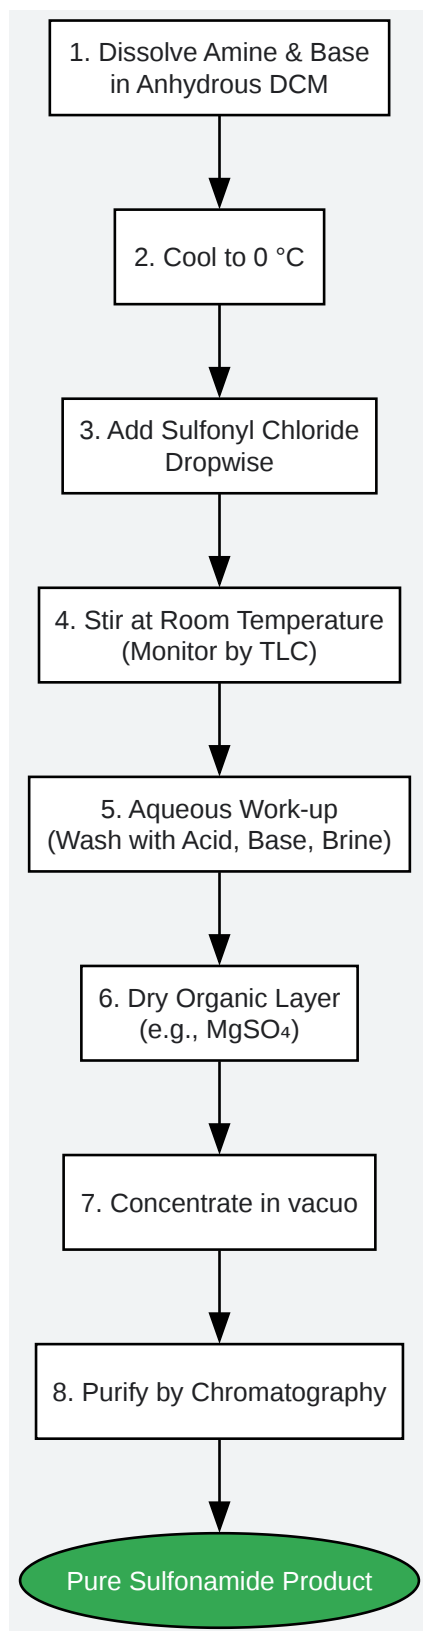 1. Dissolve Amine & Base
in Anhydrous DCM
2. Cool to 0 °C
3. Add Sulfonyl Chloride
Dropwise
4. Stir at Room Temperature
(Monitor by TLC)
5. Aqueous Work-up
(Wash with Acid, Base, Brine)
6. Dry Organic Layer
(e.g., MgSO₄)
7. Concentrate in vacuo
8. Purify by Chromatography
Pure Sulfonamide Product